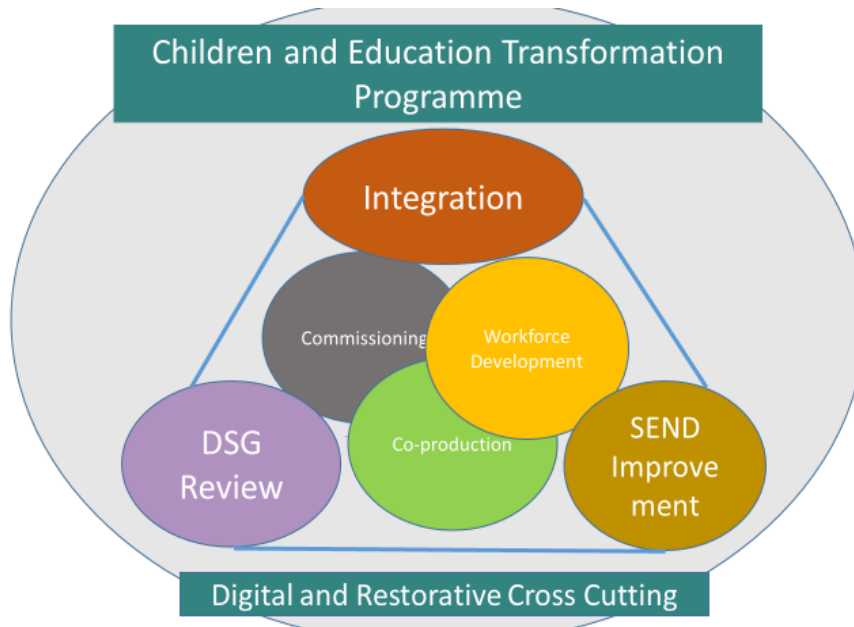 Children and Education Transformation
Programme
Integration
Commissioning
Workforce
Development
Co-production
DSG
Review
SEND
Improve
ment
Digital and Restorative Cross Cutting